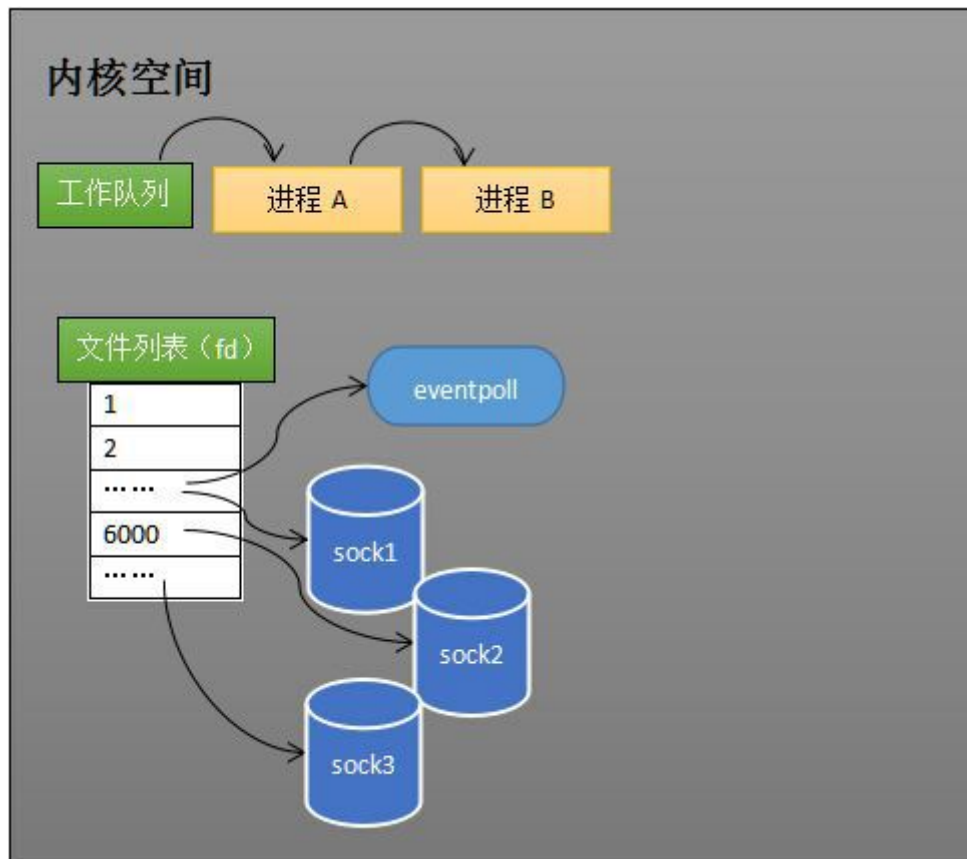 内核空间
工作队列
进程 A
进程 B
文件列表（fd）
1
2
……
6000
……
eventpoll
sock1
sock2
sock3